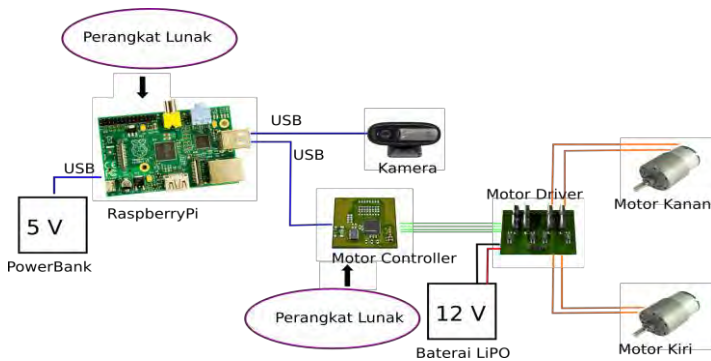 Perangkat Lunak
USB
Kamera
USB
USB
RaspberryPi
5 V
PowerBank
Motor Driver
Motor Kanan
Motor Controller
Perangkat Lunak
12 V
Baterai LiPO
Motor Kiri